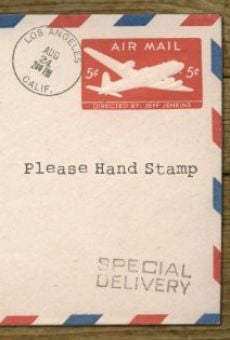 LOS ANGELES
AUG
24
PM
CALIF.
AIR MAIL
5¢ 5¢
DIRECTED BY: JEFF JENKINS
Please Hand Stamp
SPECIAL
DELIVERY